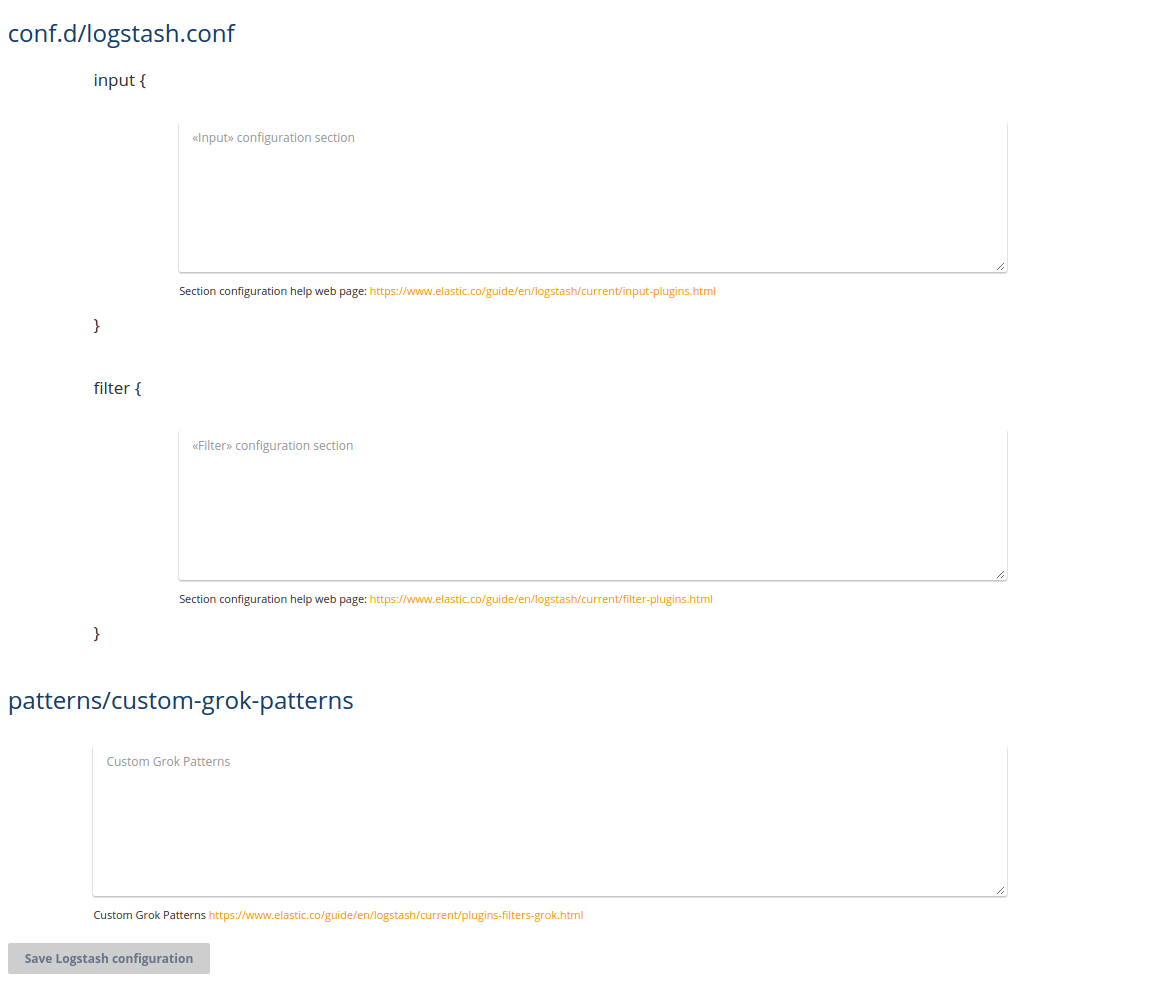 conf.d/logstash.conf
input {
«Input» configuration section
Section configuration help web page: https://www.elastic.co/guide/en/logstash/current/input-plugins.html
}
filter {
«Filter» configuration section
Section configuration help web page: https://www.elastic.co/guide/en/logstash/current/filter-plugins.html
}
patterns/custom-grok-patterns
Custom Grok Patterns
Custom Grok Patterns https://www.elastic.co/guide/en/logstash/current/plugins-filters-grok.html
Save Logstash configuration